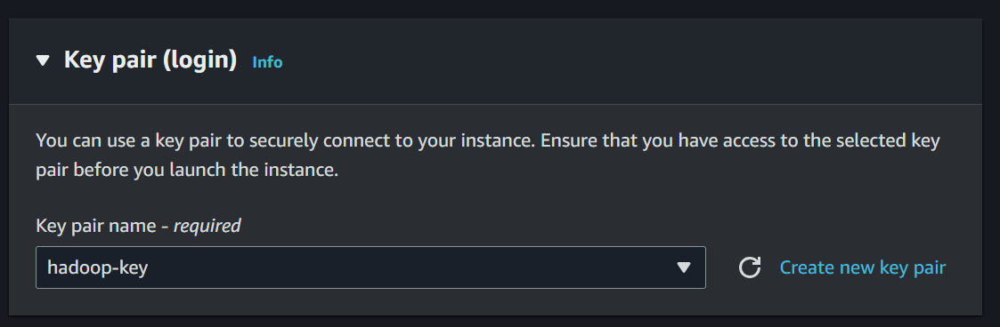 Key pair (login) Info
You can use a key pair to securely connect to your instance. Ensure that you have access to the selected key
pair before you launch the instance.
Key pair name - required
hadoop-key
Create new key pair